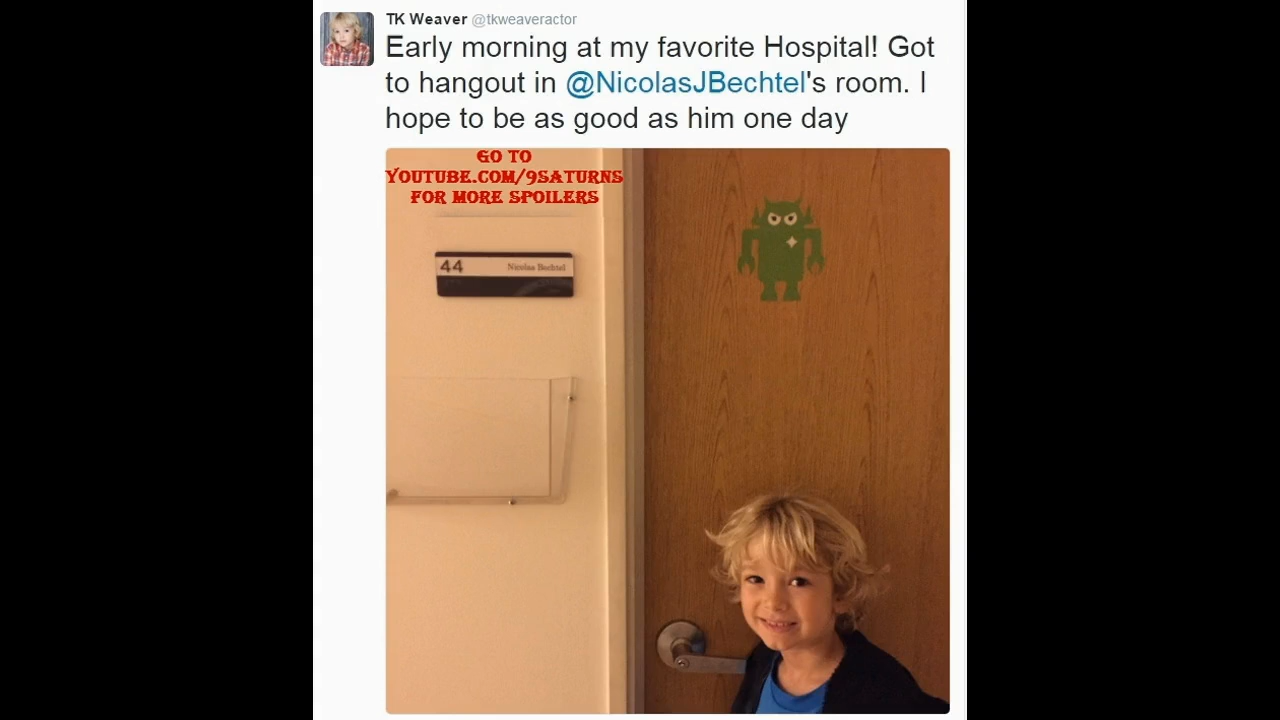 TK Weaver @tkweaveractor
Early morning at my favorite Hospital! Got
to hangout in @NicolasJBechtel's room. I
hope to be as good as him one day
GO TO
YOUTUBE.COM/9SATURNS
FOR MORE SPOILERS
44 Nicolas Bechtel